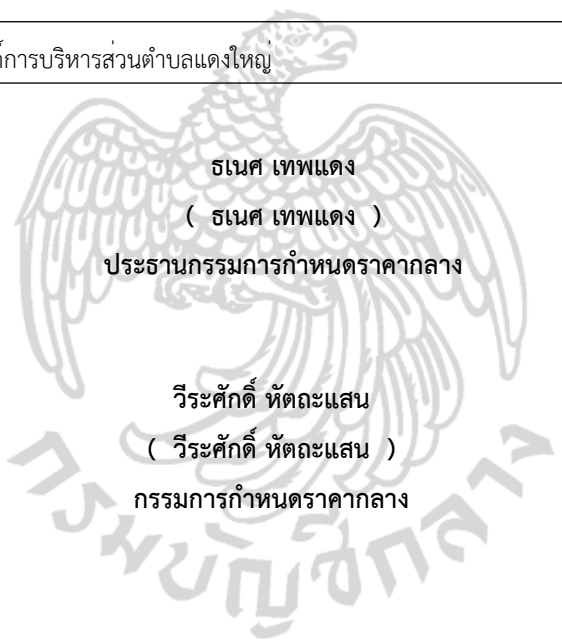 การบริหารส่วนตำบลแดงใหญ่
ธเนศ เทพแดง
( ธเนศ เทพแดง )
ประธานกรรมการกำหนดราคากลาง
วีระศักดิ์ หัตถะแสน
( วีระศักดิ์ หัตถะแสน )
กรรมการกำหนดราคากลาง
กรมบัญชีกลาง